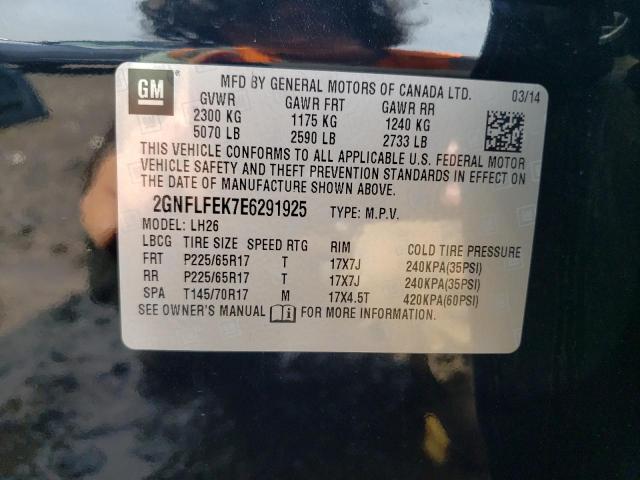 GM
MFD BY GENERAL MOTORS OF CANADA LTD. 03/14
GVWR GAWR FRT GAWR RR
2300 KG 1175 KG 1240 KG
5070 LB 2590 LB 2733 LB
THIS VEHICLE CONFORMS TO ALL APPLICABLE U.S. FEDERAL MOTOR
VEHICLE SAFETY AND THEFT PREVENTION STANDARDS IN EFFECT ON
THE DATE OF MANUFACTURE SHOWN ABOVE.
2GNFLFEK7E6291925 TYPE: M.P.V.
MODEL: LH26
LBCG TIRE SIZE SPEED RTG RIM COLD TIRE PRESSURE
FRT P225/65R17 T 17X7J 240KPA(35PSI)
RR P225/65R17 T 17X7J 240KPA(35PSI)
SPA T145/70R17 M 17X4.5T 420KPA(60PSI)
SEE OWNER'S MANUAL FOR MORE INFORMATION.